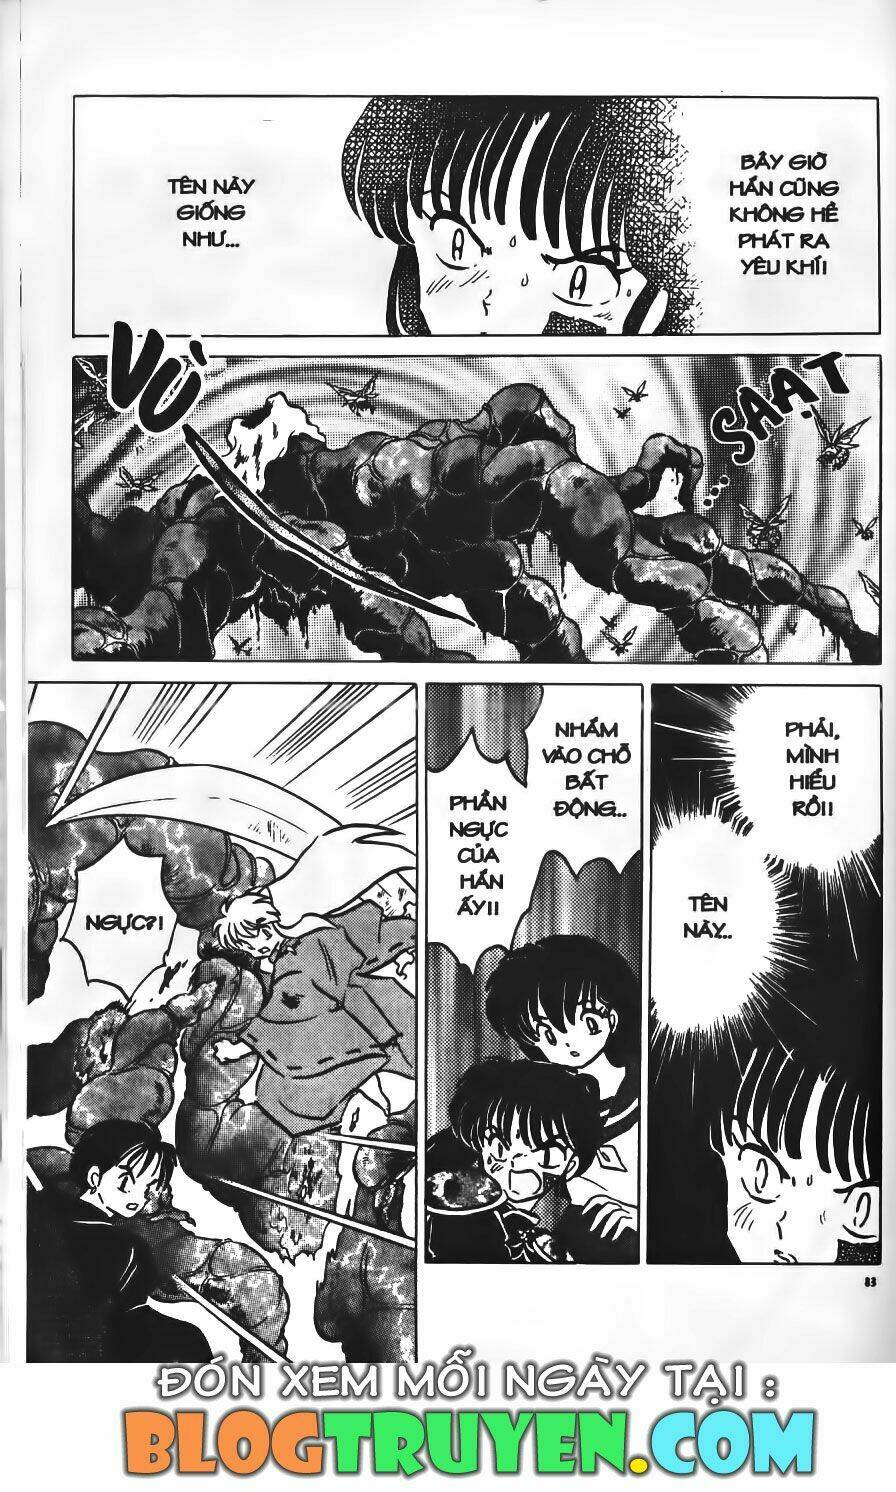 BÂY GIỜ
HẮN CŨNG
KHÔNG HỀ
PHÁT RA
YÊU KHÍ!
TÊN NÀY
GIỐNG
NHƯ...
VÙ
SAẠT
PHẢI,
MÌNH
HIỂU
RỒI!
TÊN
NÀY..
NHẮM
VÀO CHỖ
BẤT
ĐỘNG..
PHẦN
NGỰC
CỦA
HẮN
ẤY!!
NGỰC?!
83
ĐÓN XEM MỖI NGÀY TẠI :
BLOGTRUYEN.COM